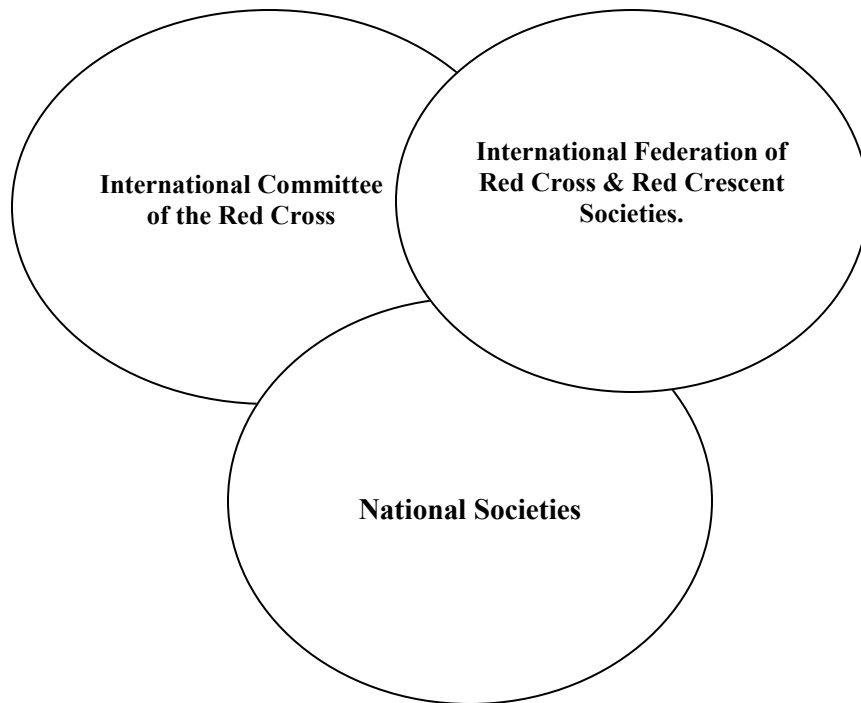 International Committee
of the Red Cross
International Federation of
Red Cross & Red Crescent
Societies.
National Societies